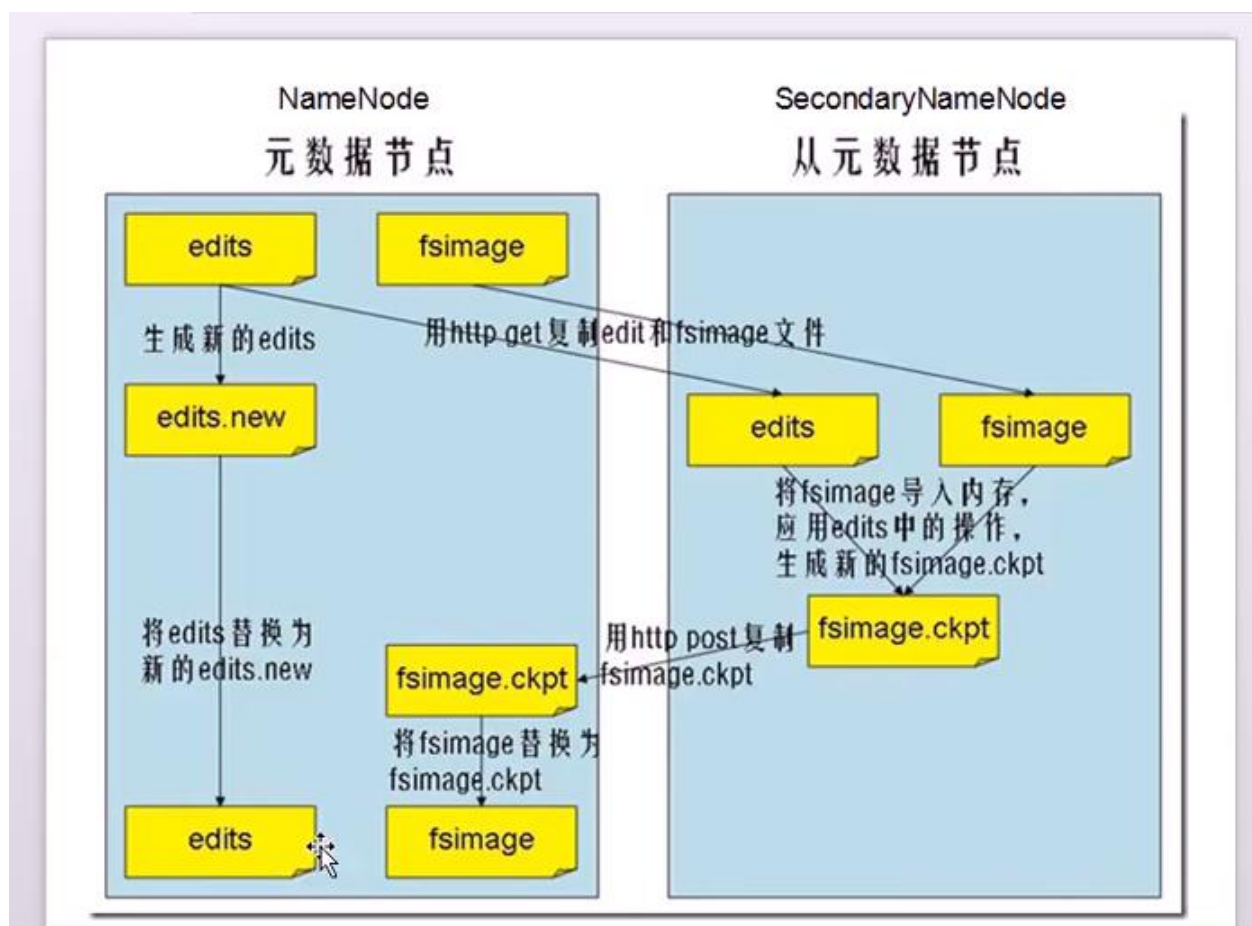 NameNode
SecondaryNameNode
元数据节点
从元数据节点
edits
fsimage
生成新的edits
用http get复制edit和fsimage文件
edits.new
edits
fsimage
将fsimage导入内存，
应用edits中的操作，
生成新的fsimage.ckpt
fsimage.ckpt
将edits替换为
新的edits.new
用http post复制
fsimage.ckpt
fsimage.ckpt
将fsimage替换为
fsimage.ckpt
edits
fsimage